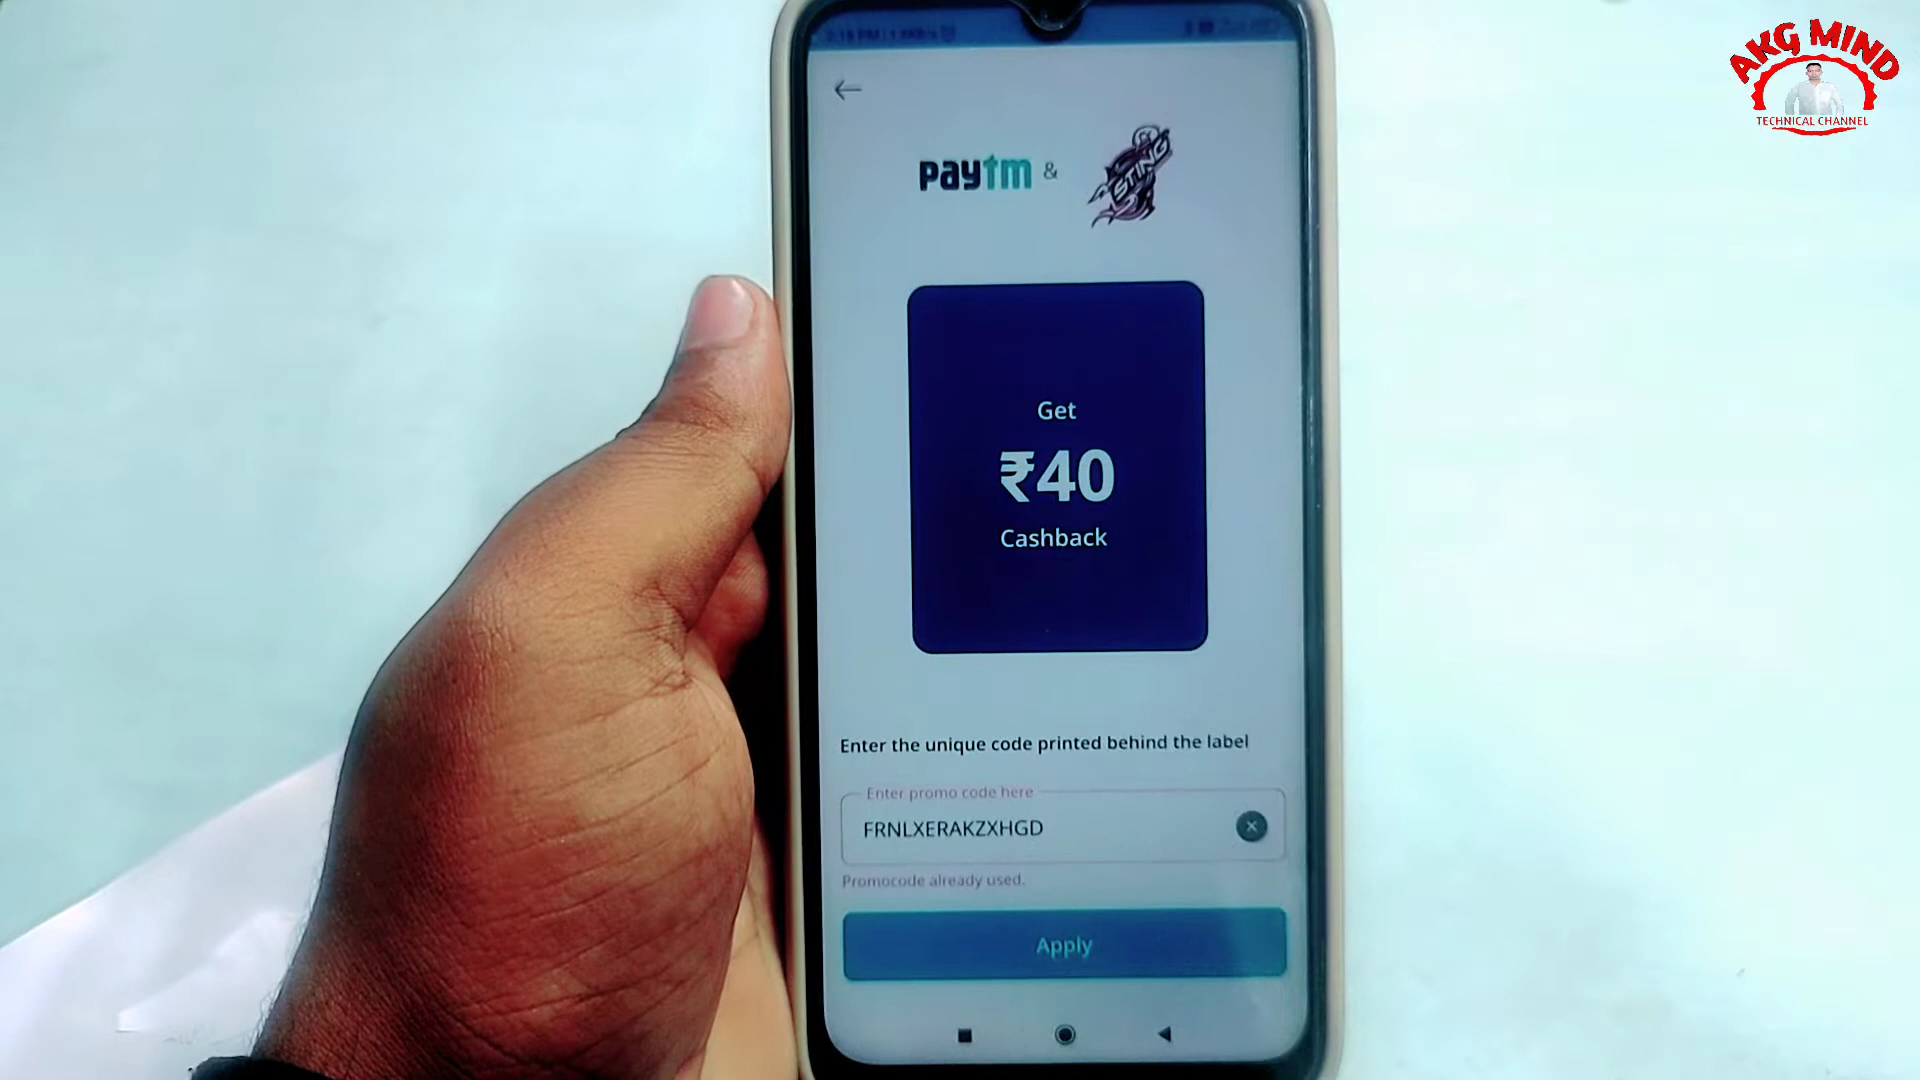 AKG MIND
TECHNICAL CHANNEL
paytm &
STING
Get
₹40
Cashback
Enter the unique code printed behind the label
Enter promo code here
FRNLXERAKZXHGD
Promocode already used.
Apply